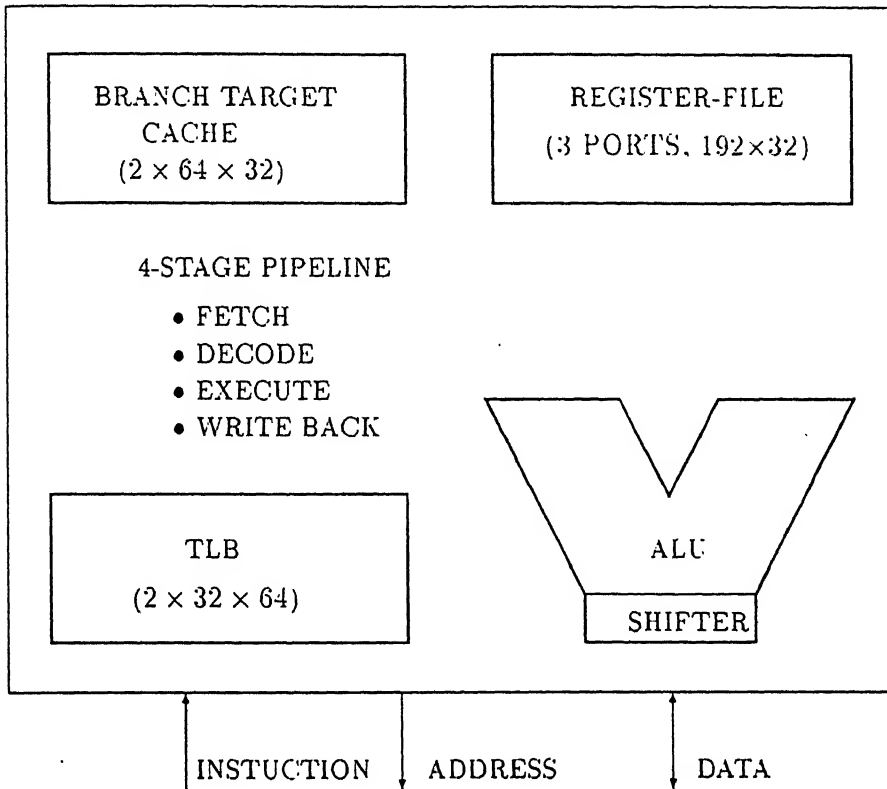 BRANCH TARGET
CACHE
(2 × 64 × 32)
REGISTER-FILE
(3 PORTS, 192×32)
4-STAGE PIPELINE
• FETCH
• DECODE
• EXECUTE
• WRITE BACK
TLB
(2 × 32 × 64)
ALU
SHIFTER
INSTUCTION
ADDRESS
DATA